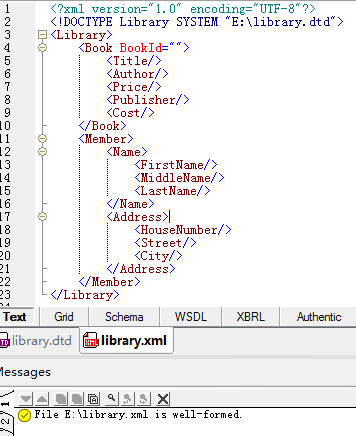 1 <?xml version="1.0" encoding="UTF-8"?>
2 <!DOCTYPE Library SYSTEM "E:\library.dtd">
3 <Library>
4 <Book BookId="">
5 <Title/>
6 <Author/>
7 <Price/>
8 <Publisher/>
9 <Cost/>
10 </Book>
11 <Member>
12 <Name>
13 <FirstName/>
14 <MiddleName/>
15 <LastName/>
16 </Name>
17 <Address>
18 <HouseNumber/>
19 <Street/>
20 <City/>
21 </Address>
22 </Member>
23 </Library>
Text Grid Schema WSDL XBRL Authentic
library.dtd library.xml
Messages
1
File E:\library.xml is well-formed.
2